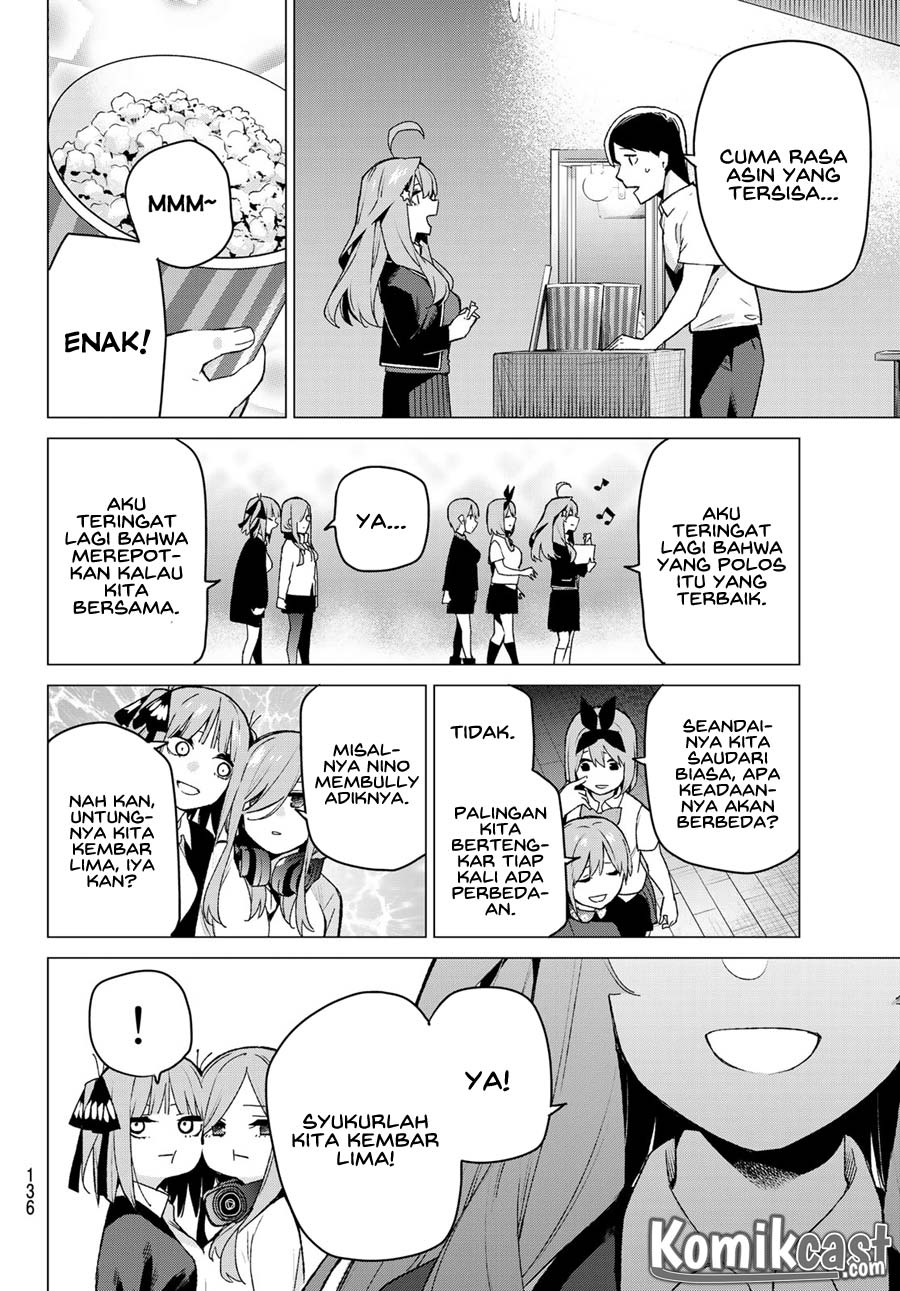 CUMA RASA
ASIN YANG
TERSISA...
MMM~
ENAK!
AKU
TERINGAT
LAGI BAHWA
YANG POLOS
ITU YANG
TERBAIK.
YA...
AKU
TERINGAT
LAGI BAHWA
MEREPOT-
KAN KALAU
KITA
BERSAMA.
SEANDAI-
NYA KITA
SAUDARI
BIASA, APA
KEADAAN-
NYA AKAN
BERBEDA?
TIDAK.
PALINGAN
KITA
BERTENG-
KAR TIAP
KALI ADA
PERBEDA-
AN.
MISAL-
NYA NINO
MEMBULLY
ADIKNYA.
NAH KAN,
UNTUNG-
NYA KITA
KEMBAR
LIMA, IYA
KAN?
YA!
SYUKURLAH
KITA KEMBAR
LIMA!
!
136
Komikcast
.com